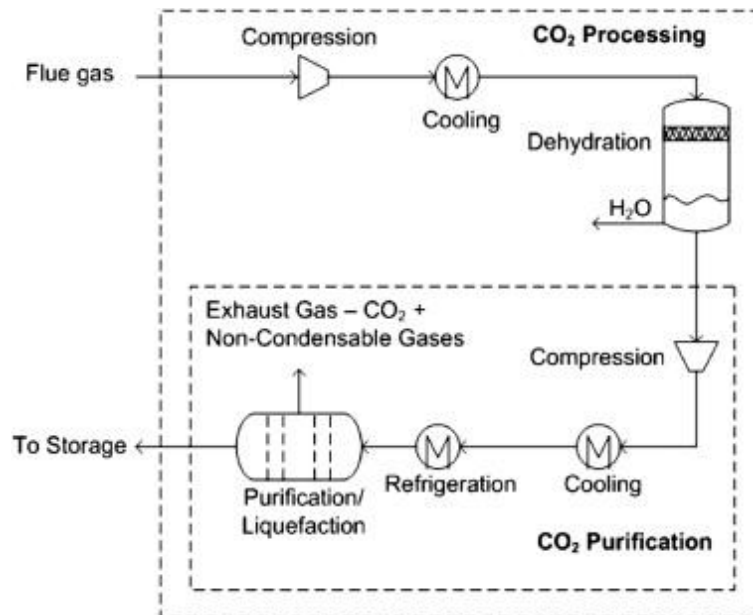 Compression
CO₂ Processing
Flue gas
Cooling
Dehydration
H₂O
Exhaust Gas – CO₂ +
Non-Condensable Gases
Compression
To Storage
Refrigeration
Cooling
Purification/
Liquefaction
CO₂ Purification